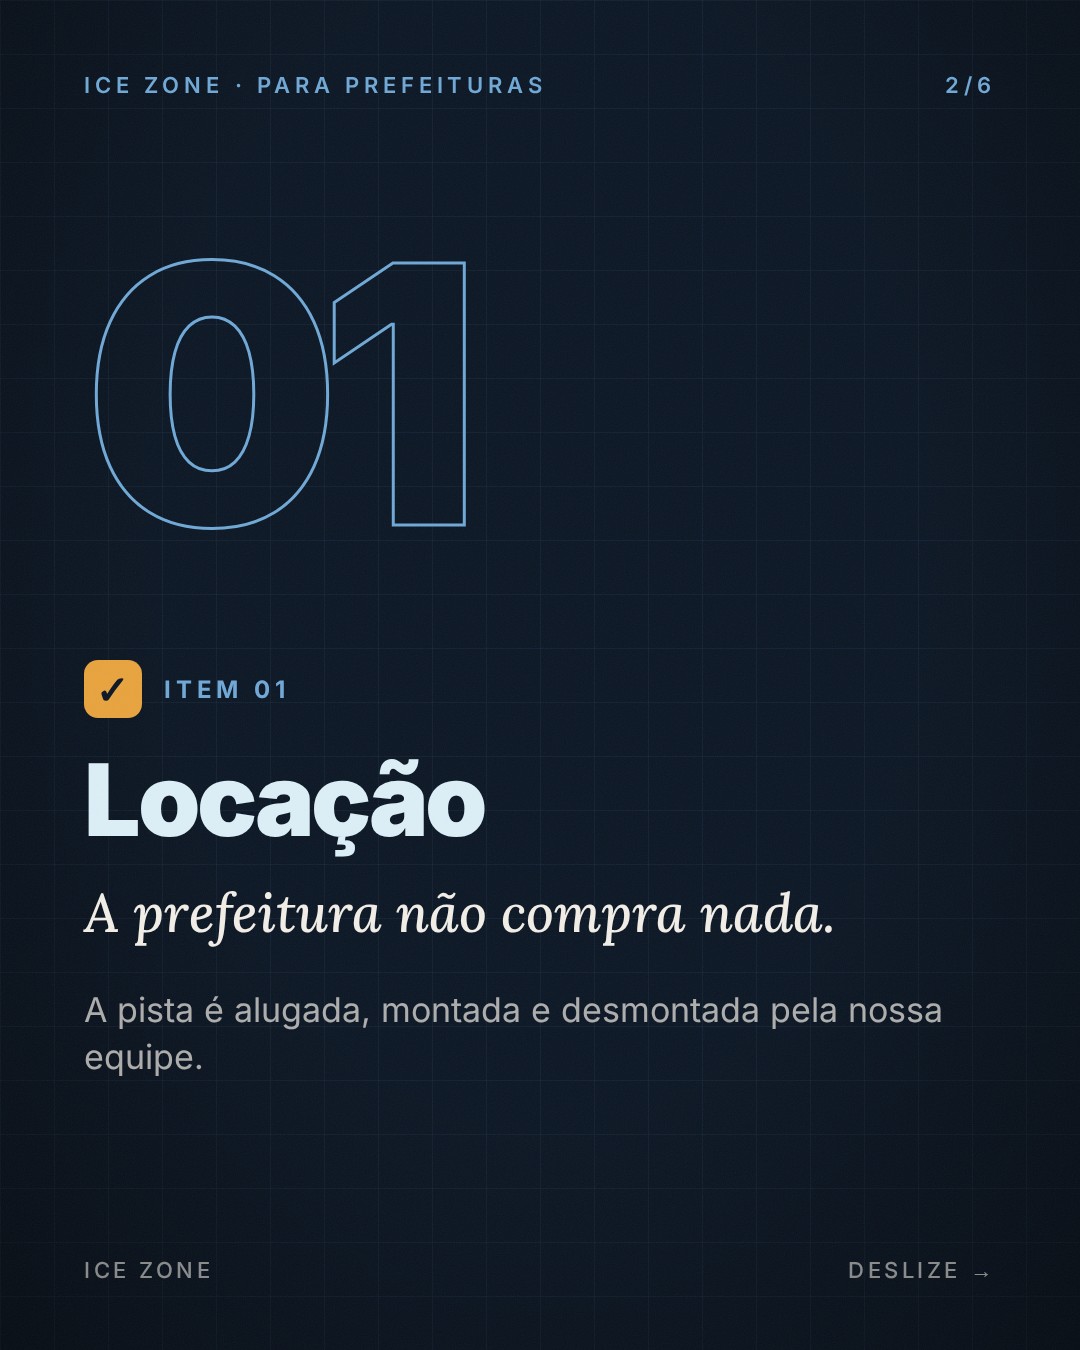 ICE ZONE · PARA PREFEITURAS
2/6
01
✓ ITEM 01
Locação
A prefeitura não compra nada.
A pista é alugada, montada e desmontada pela nossa
equipe.
ICE ZONE
DESLIZE →